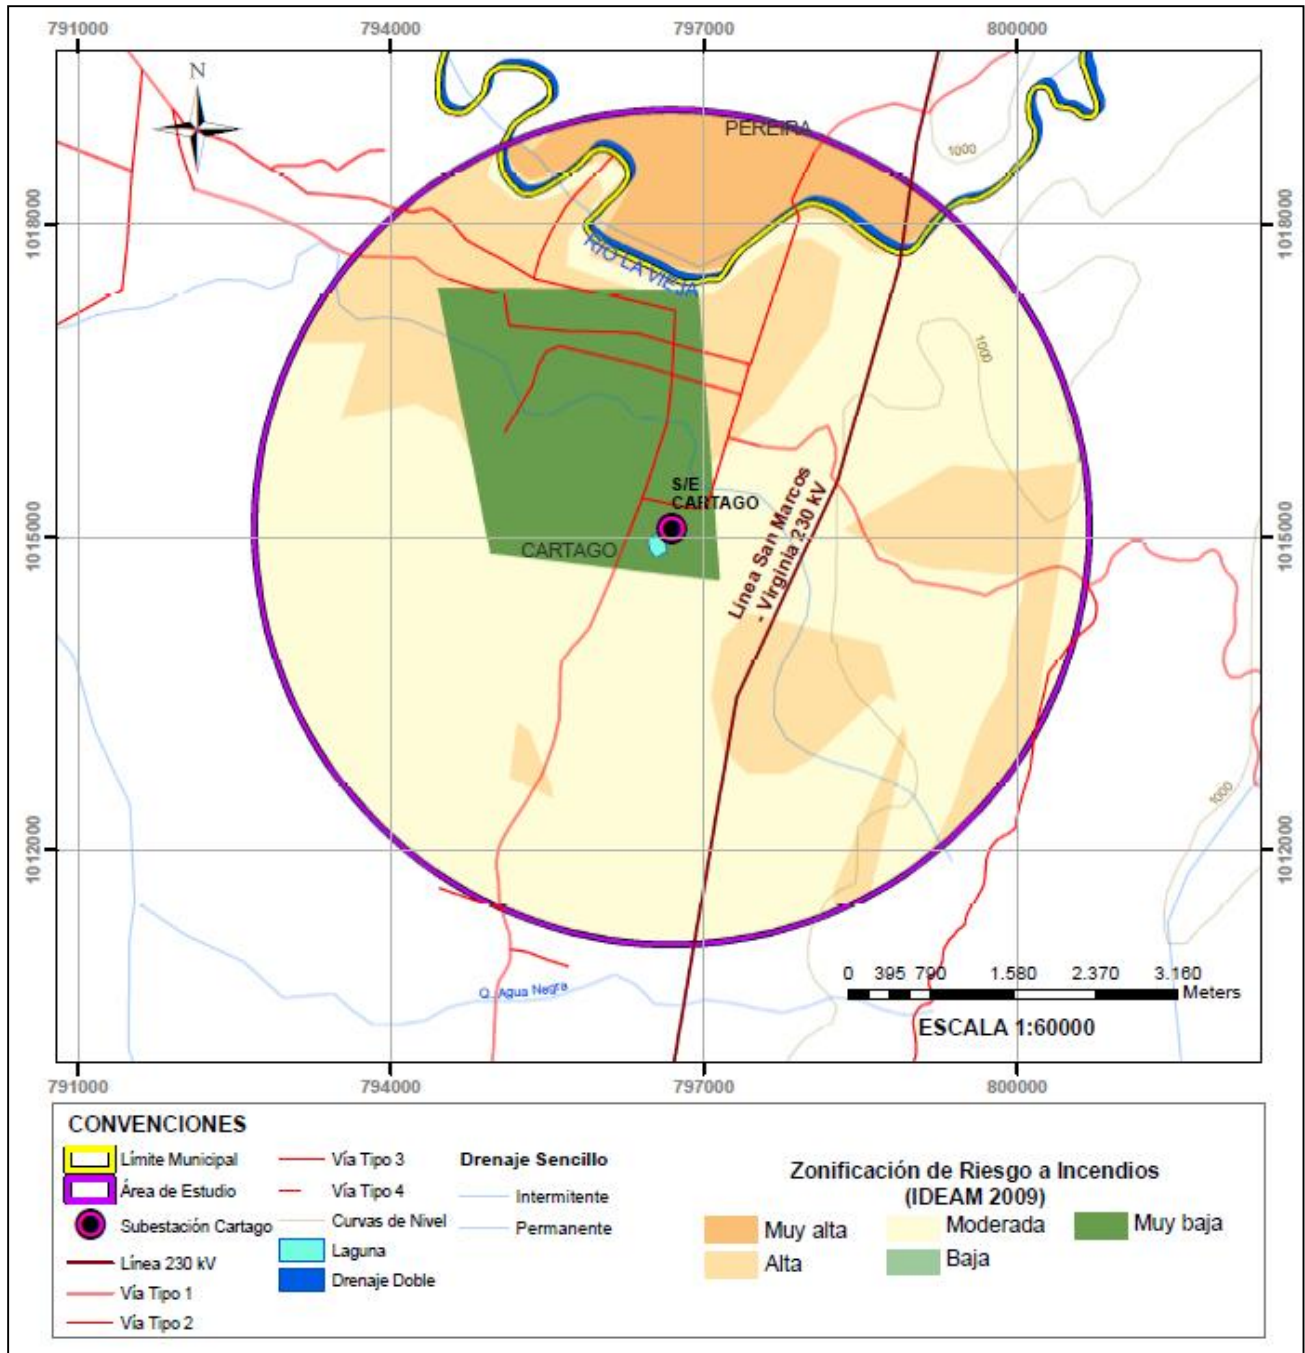 791000 794000 797000 800000
N
PEREIRA
1000
1018000
1018000
RIO LA VIEJA
1000
S/E
CARTAGO
Linea San Marcos
- Virginia 230 kV
1015000
CARTAGO
1015000
1000
1012000
1012000
0 395 790 1.580 2.370 3.160
Meters
Q. Agua Negra
ESCALA 1:60000
791000 794000 797000 800000
CONVENCIONES
Límite Municipal
Área de Estudio
Subestación Cartago
Línea 230 kV
Vía Tipo 1
Vía Tipo 2
Vía Tipo 3
Vía Tipo 4
Curvas de Nivel
Laguna
Drenaje Doble
Drenaje Sencillo
Intermitente
Permanente
Zonificación de Riesgo a Incendios
(IDEAM 2009)
Muy alta
Alta
Moderada
Baja
Muy baja